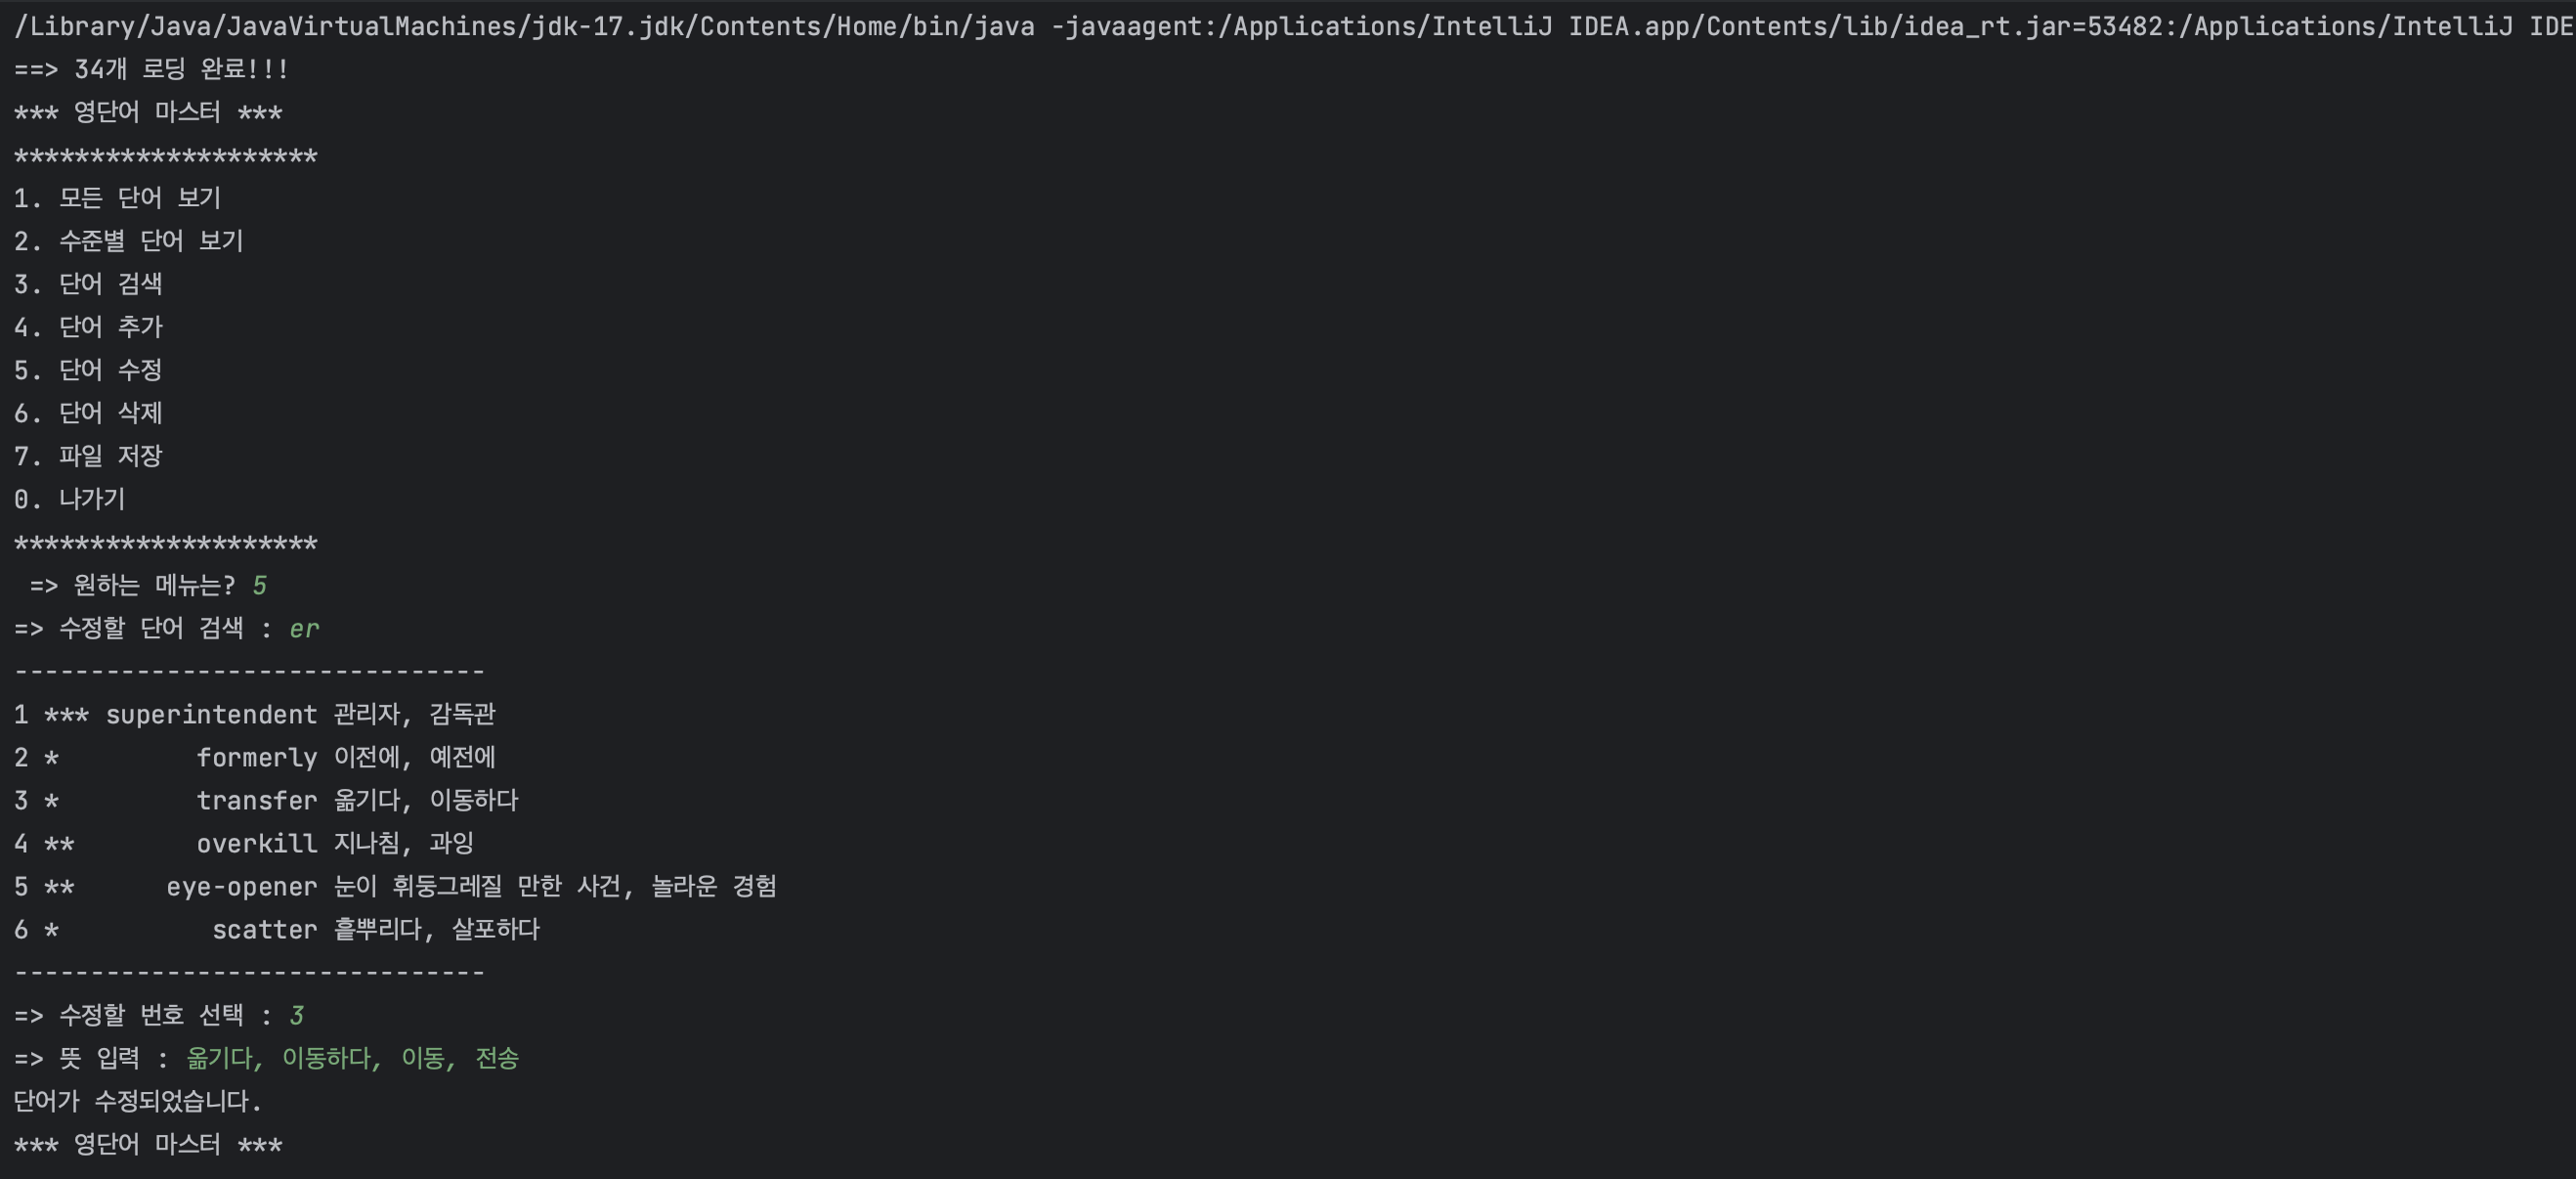 /Library/Java/JavaVirtualMachines/jdk-17.jdk/Contents/Home/bin/java -javaagent:/Applications/IntelliJ IDEA.app/Contents/lib/idea_rt.jar=53482:/Applications/IntelliJ IDE
==> 34개 로딩 완료!!!
*** 영단어 마스터 ***
********************
1. 모든 단어 보기
2. 수준별 단어 보기
3. 단어 검색
4. 단어 추가
5. 단어 수정
6. 단어 삭제
7. 파일 저장
0. 나가기
********************
 => 원하는 메뉴는? 5
=> 수정할 단어 검색 : er
-------------------------------
1 *** superintendent 관리자, 감독관
2 *         formerly 이전에, 예전에
3 *         transfer 옮기다, 이동하다
4 **        overkill 지나침, 과잉
5 **      eye-opener 눈이 휘둥그레질 만한 사건, 놀라운 경험
6 *          scatter 흩뿌리다, 살포하다
-------------------------------
=> 수정할 번호 선택 : 3
=> 뜻 입력 : 옮기다, 이동하다, 이동, 전송
단어가 수정되었습니다.
*** 영단어 마스터 ***